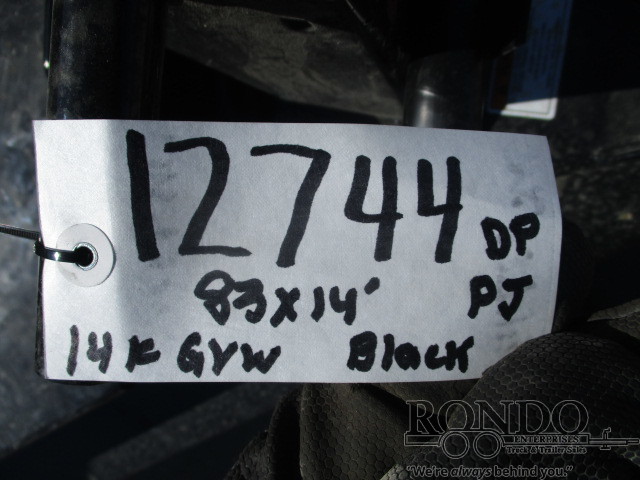 12744 DP
83x14' PJ
14K GVW Black
RONDO
ENTERPRISES
Truck & Trailer Sales
"We're always behind you."